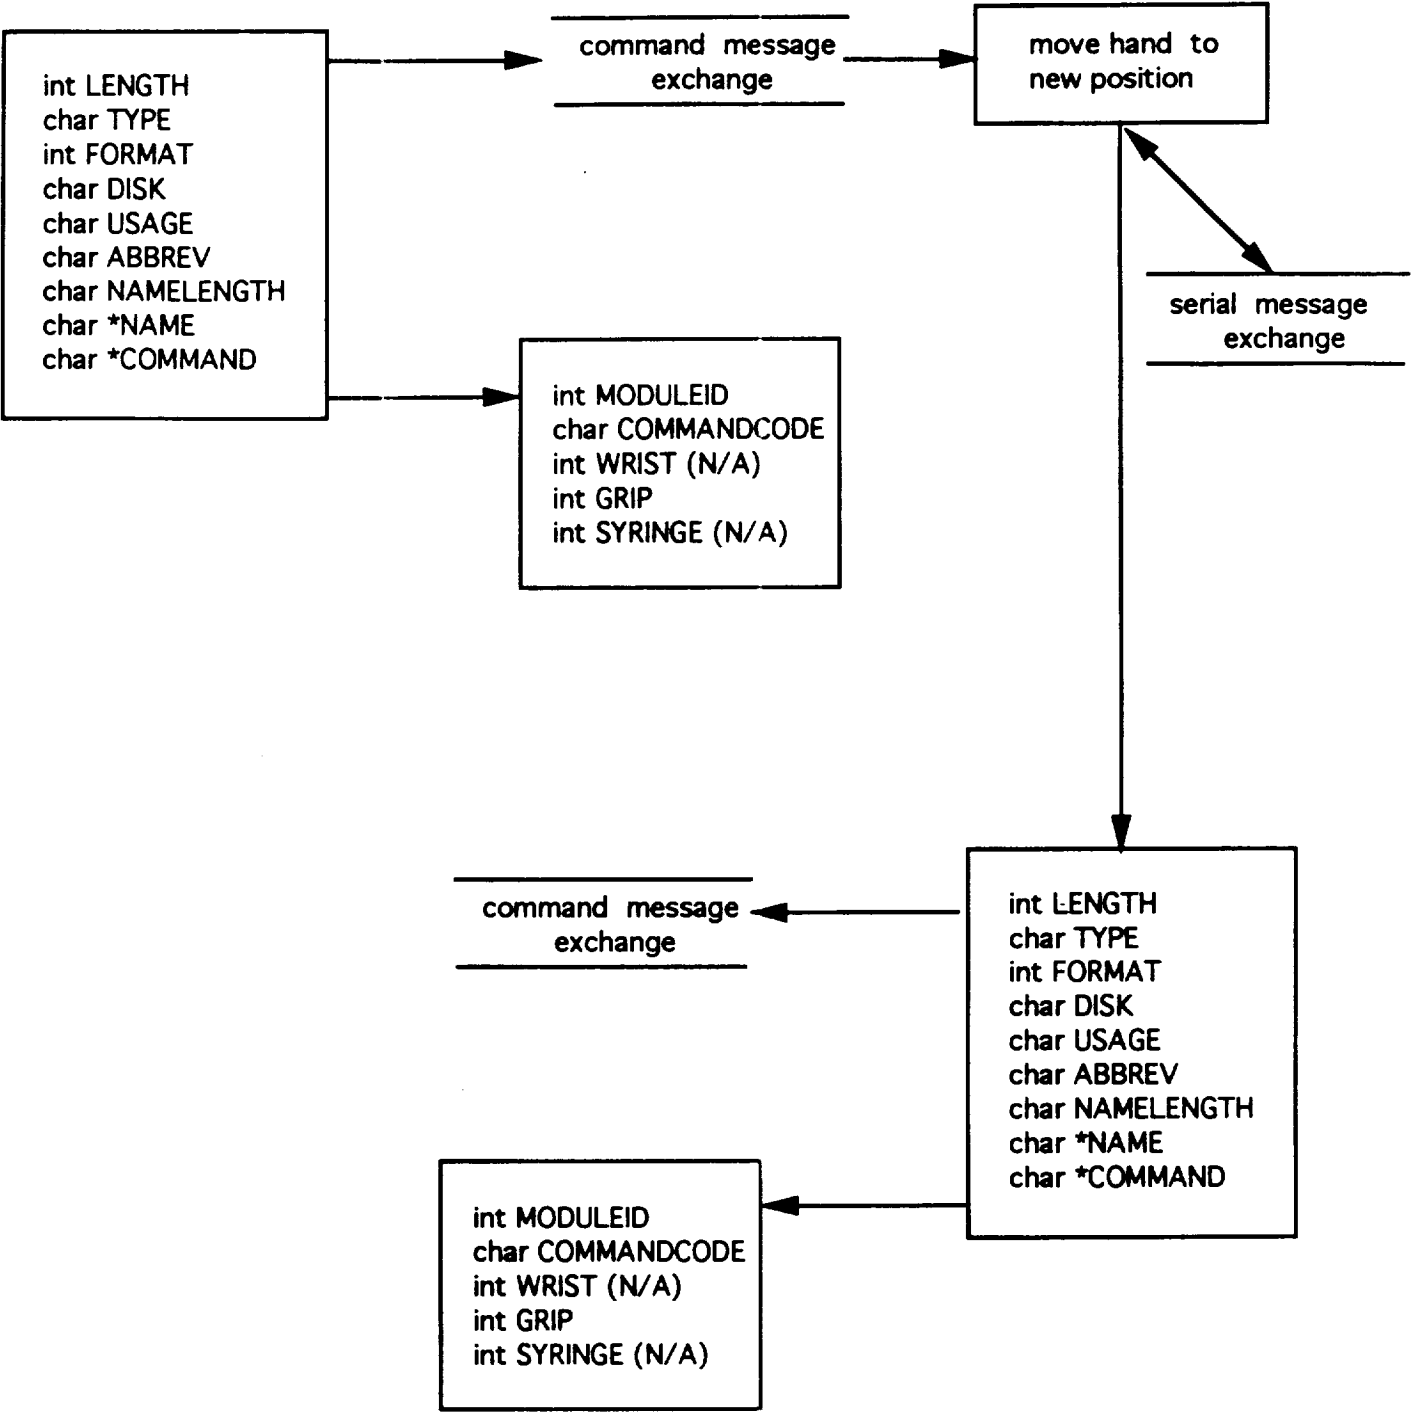 int LENGTH
char TYPE
int FORMAT
char DISK
char USAGE
char ABBREV
char NAMELENGTH
char *NAME
char *COMMAND
command message
exchange
move hand to
new position
serial message
exchange
int MODULEID
char COMMANDCODE
int WRIST (N/A)
int GRIP
int SYRINGE (N/A)
command message
exchange
int LENGTH
char TYPE
int FORMAT
char DISK
char USAGE
char ABBREV
char NAMELENGTH
char *NAME
char *COMMAND
int MODULEID
char COMMANDCODE
int WRIST (N/A)
int GRIP
int SYRINGE (N/A)